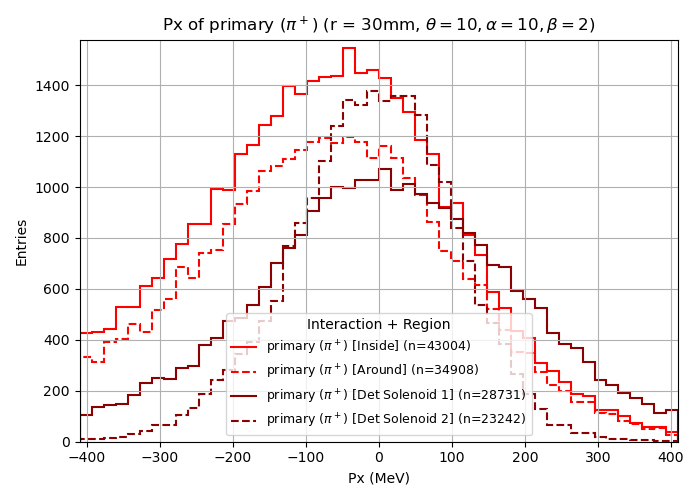 Px of primary (π⁺) (r = 30mm, θ = 10, α = 10, β = 2)
Entries
1400
1200
1000
800
600
400
200
0
Interaction + Region
primary (π⁺) [Inside] (n=43004)
primary (π⁺) [Around] (n=34908)
primary (π⁺) [Det Solenoid 1] (n=28731)
primary (π⁺) [Det Solenoid 2] (n=23242)
−400 −300 −200 −100 0 100 200 300 400
Px (MeV)